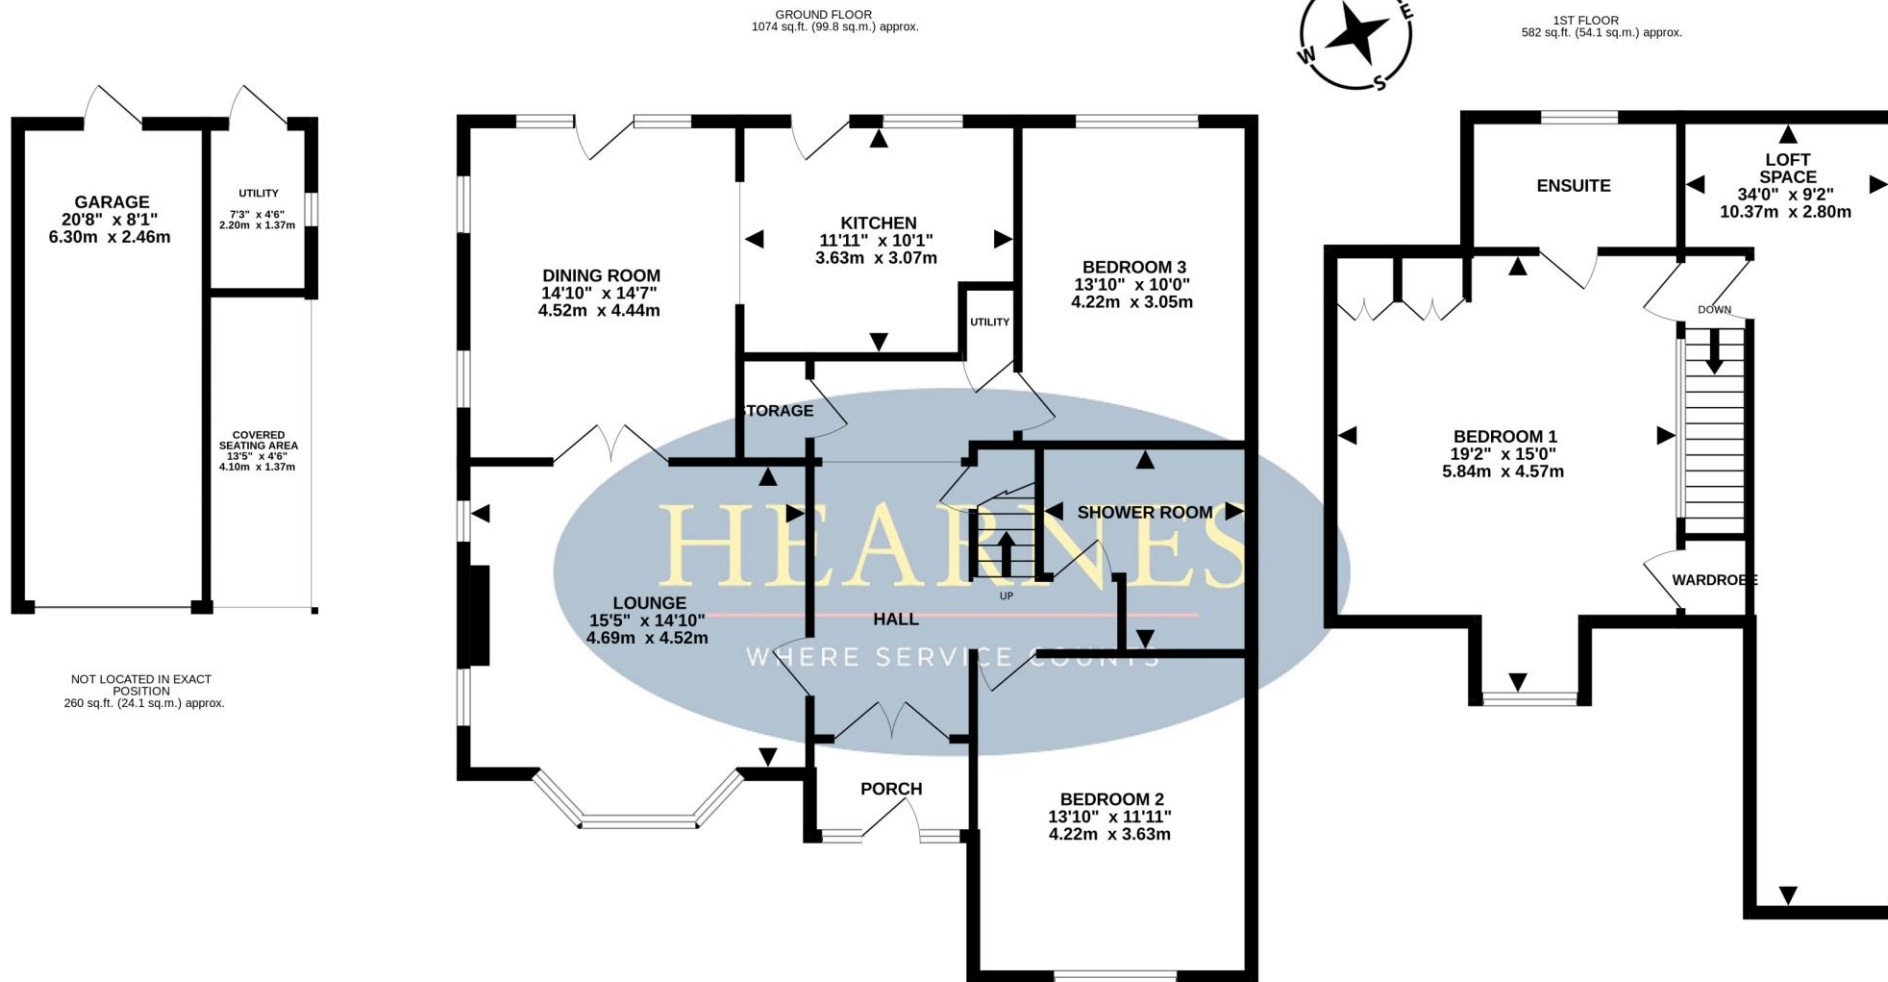 GROUND FLOOR
1074 sq.ft. (99.8 sq.m.) approx.
1ST FLOOR
582 sq.ft. (54.1 sq.m.) approx.
E
W
S
GARAGE
20'8" x 8'1"
6.30m x 2.46m
UTILITY
7'3" x 4'6"
2.20m x 1.37m
COVERED
SEATING AREA
13'5" x 4'6"
4.10m x 1.37m
NOT LOCATED IN EXACT
POSITION
260 sq.ft. (24.1 sq.m.) approx.
DINING ROOM
14'10" x 14'7"
4.52m x 4.44m
KITCHEN
11'11" x 10'1"
3.63m x 3.07m
UTILITY
BEDROOM 3
13'10" x 10'0"
4.22m x 3.05m
STORAGE
HEARNES
WHERE SERVICE COUNTS
SHOWER ROOM
UP
LOUNGE
15'5" x 14'10"
4.69m x 4.52m
HALL
PORCH
BEDROOM 2
13'10" x 11'11"
4.22m x 3.63m
ENSUITE
LOFT
SPACE
34'0" x 9'2"
10.37m x 2.80m
DOWN
BEDROOM 1
19'2" x 15'0"
5.84m x 4.57m
WARDROBE